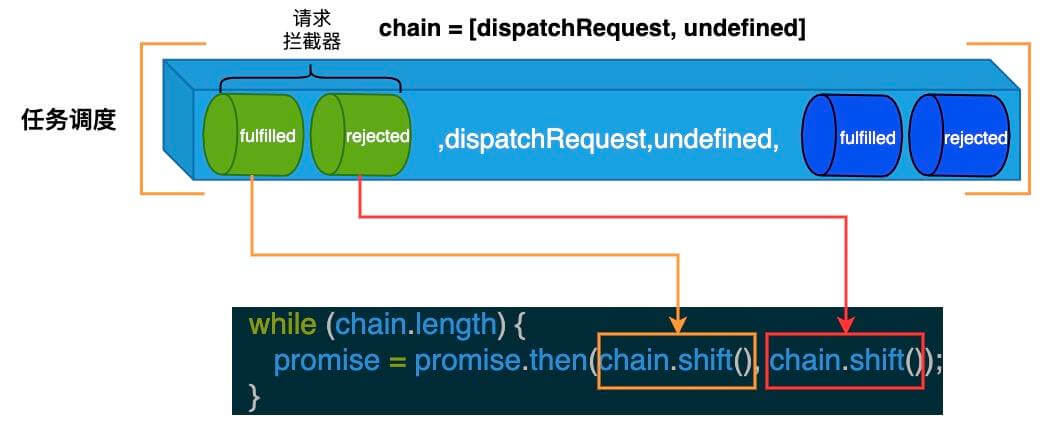 请求
拦截器
chain = [dispatchRequest, undefined]
任务调度
fulfilled
rejected
,dispatchRequest,undefined,
fulfilled
rejected
while (chain.length) {
promise = promise.then(chain.shift(), chain.shift());
}